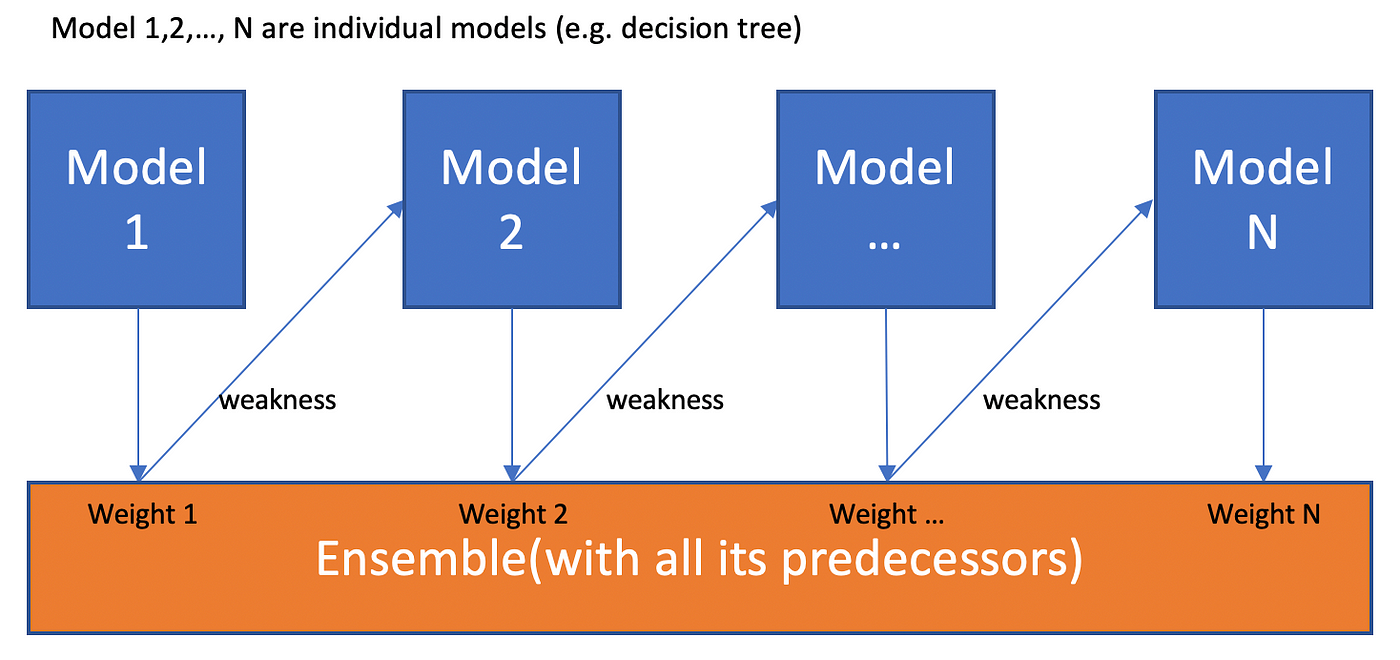 Model 1,2,..., N are individual models (e.g. decision tree)
Model
1
Model
2
Model
...
Model
N
weakness
weakness
weakness
Weight 1
Weight 2
Weight ...
Weight N
Ensemble(with all its predecessors)